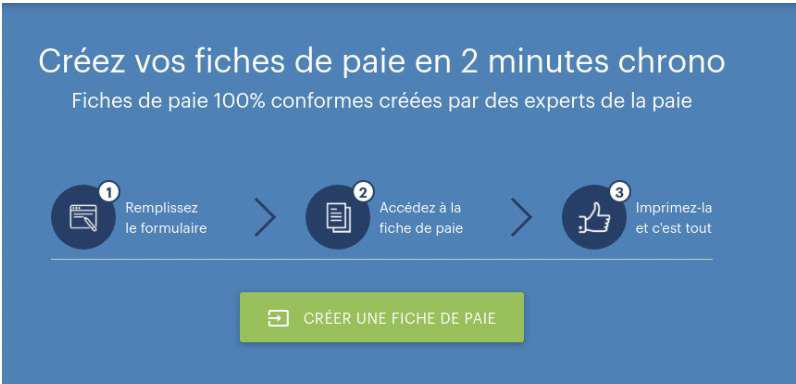 Créez vos fiches de paie en 2 minutes chrono
Fiches de paie 100% conformes créées par des experts de la paie
1
Remplissez
le formulaire
2
Accédez à la
fiche de paie
3
Imprimez-la
et c'est tout
CRÉER UNE FICHE DE PAIE